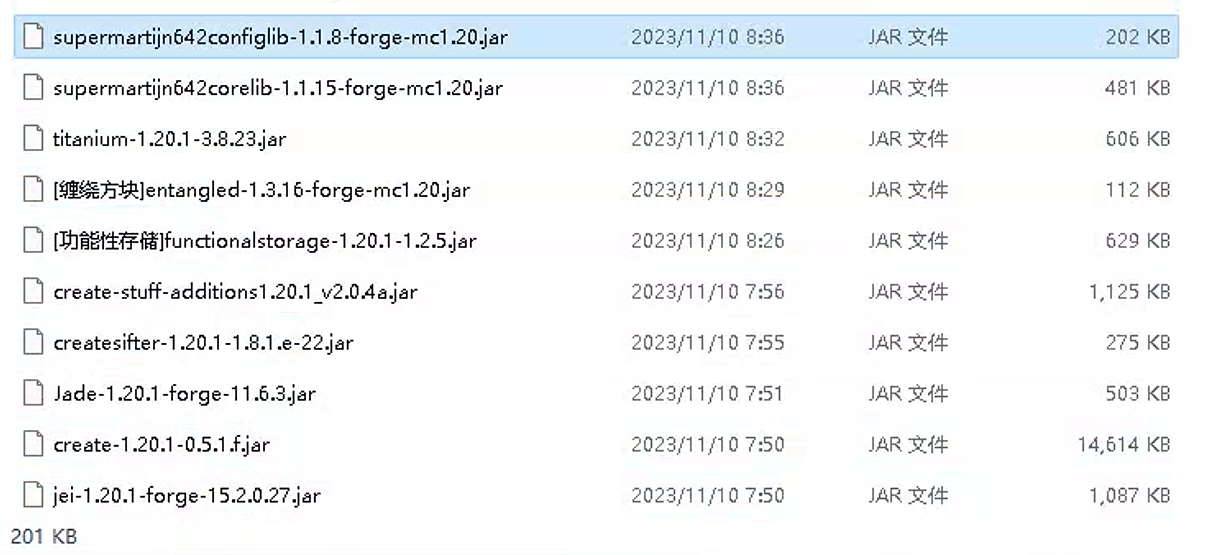 supermartijn642configlib-1.1.8-forge-mc1.20.jar 2023/11/10 8:36 JAR 文件 202 KB
supermartijn642corelib-1.1.15-forge-mc1.20.jar 2023/11/10 8:36 JAR 文件 481 KB
titanium-1.20.1-3.8.23.jar 2023/11/10 8:32 JAR 文件 606 KB
[缠绕方块]entangled-1.3.16-forge-mc1.20.jar 2023/11/10 8:29 JAR 文件 112 KB
[功能性存储]functionalstorage-1.20.1-1.2.5.jar 2023/11/10 8:26 JAR 文件 629 KB
create-stuff-additions1.20.1_v2.0.4a.jar 2023/11/10 7:56 JAR 文件 1,125 KB
createsifter-1.20.1-1.8.1.e-22.jar 2023/11/10 7:55 JAR 文件 275 KB
Jade-1.20.1-forge-11.6.3.jar 2023/11/10 7:51 JAR 文件 503 KB
create-1.20.1-0.5.1.f.jar 2023/11/10 7:50 JAR 文件 14,614 KB
jei-1.20.1-forge-15.2.0.27.jar 2023/11/10 7:50 JAR 文件 1,087 KB
201 KB